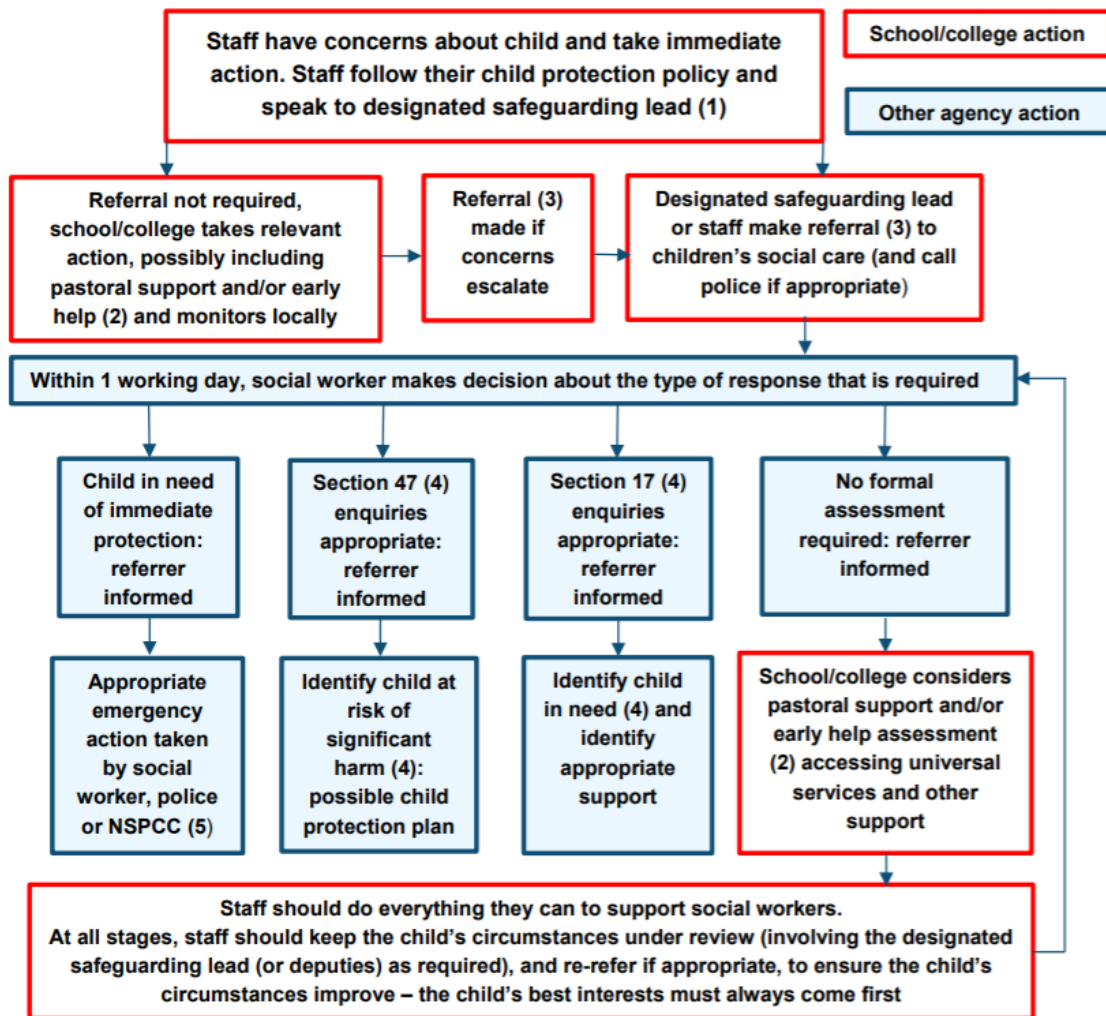 Staff have concerns about child and take immediate
action. Staff follow their child protection policy and
speak to designated safeguarding lead (1)
School/college action
Other agency action
Referral not required,
school/college takes relevant
action, possibly including
pastoral support and/or early
help (2) and monitors locally
Referral (3)
made if
concerns
escalate
Designated safeguarding lead
or staff make referral (3) to
children’s social care (and call
police if appropriate)
Within 1 working day, social worker makes decision about the type of response that is required
Child in need
of immediate
protection:
referrer
informed
Section 47 (4)
enquiries
appropriate:
referrer
informed
Section 17 (4)
enquiries
appropriate:
referrer
informed
No formal
assessment
required: referrer
informed
Appropriate
emergency
action taken
by social
worker, police
or NSPCC (5)
Identify child at
risk of
significant
harm (4):
possible child
protection plan
Identify child
in need (4) and
identify
appropriate
support
School/college considers
pastoral support and/or
early help assessment
(2) accessing universal
services and other
support
Staff should do everything they can to support social workers.
At all stages, staff should keep the child’s circumstances under review (involving the designated
safeguarding lead (or deputies) as required), and re-refer if appropriate, to ensure the child’s
circumstances improve – the child’s best interests must always come first